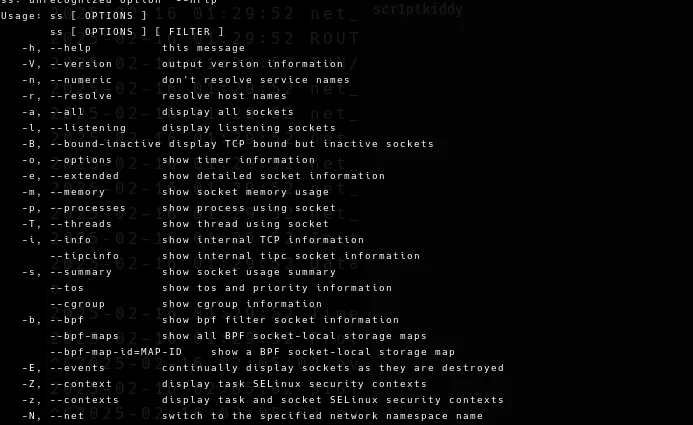 ss: unrecognized option '--hrlp'
Usage: ss [ OPTIONS ]
ss [ OPTIONS ] [ FILTER ]
-h, --help this message
-V, --version output version information
-n, --numeric don't resolve service names
-r, --resolve resolve host names
-a, --all display all sockets
-l, --listening display listening sockets
-B, --bound-inactive display TCP bound but inactive sockets
-o, --options show timer information
-e, --extended show detailed socket information
-m, --memory show socket memory usage
-p, --processes show process using socket
-T, --threads show thread using socket
-i, --info show internal TCP information
--tipcinfo show internal tipc socket information
-s, --summary show socket usage summary
--tos show tos and priority information
--cgroup show cgroup information
-b, --bpf show bpf filter socket information
--bpf-maps show all BPF socket-local storage maps
--bpf-map-id=MAP-ID show a BPF socket-local storage map
-E, --events continually display sockets as they are destroyed
-Z, --context display task SELinux security contexts
-z, --contexts display task and socket SELinux security contexts
-N, --net switch to the specified network namespace name
scr1ptkiddy